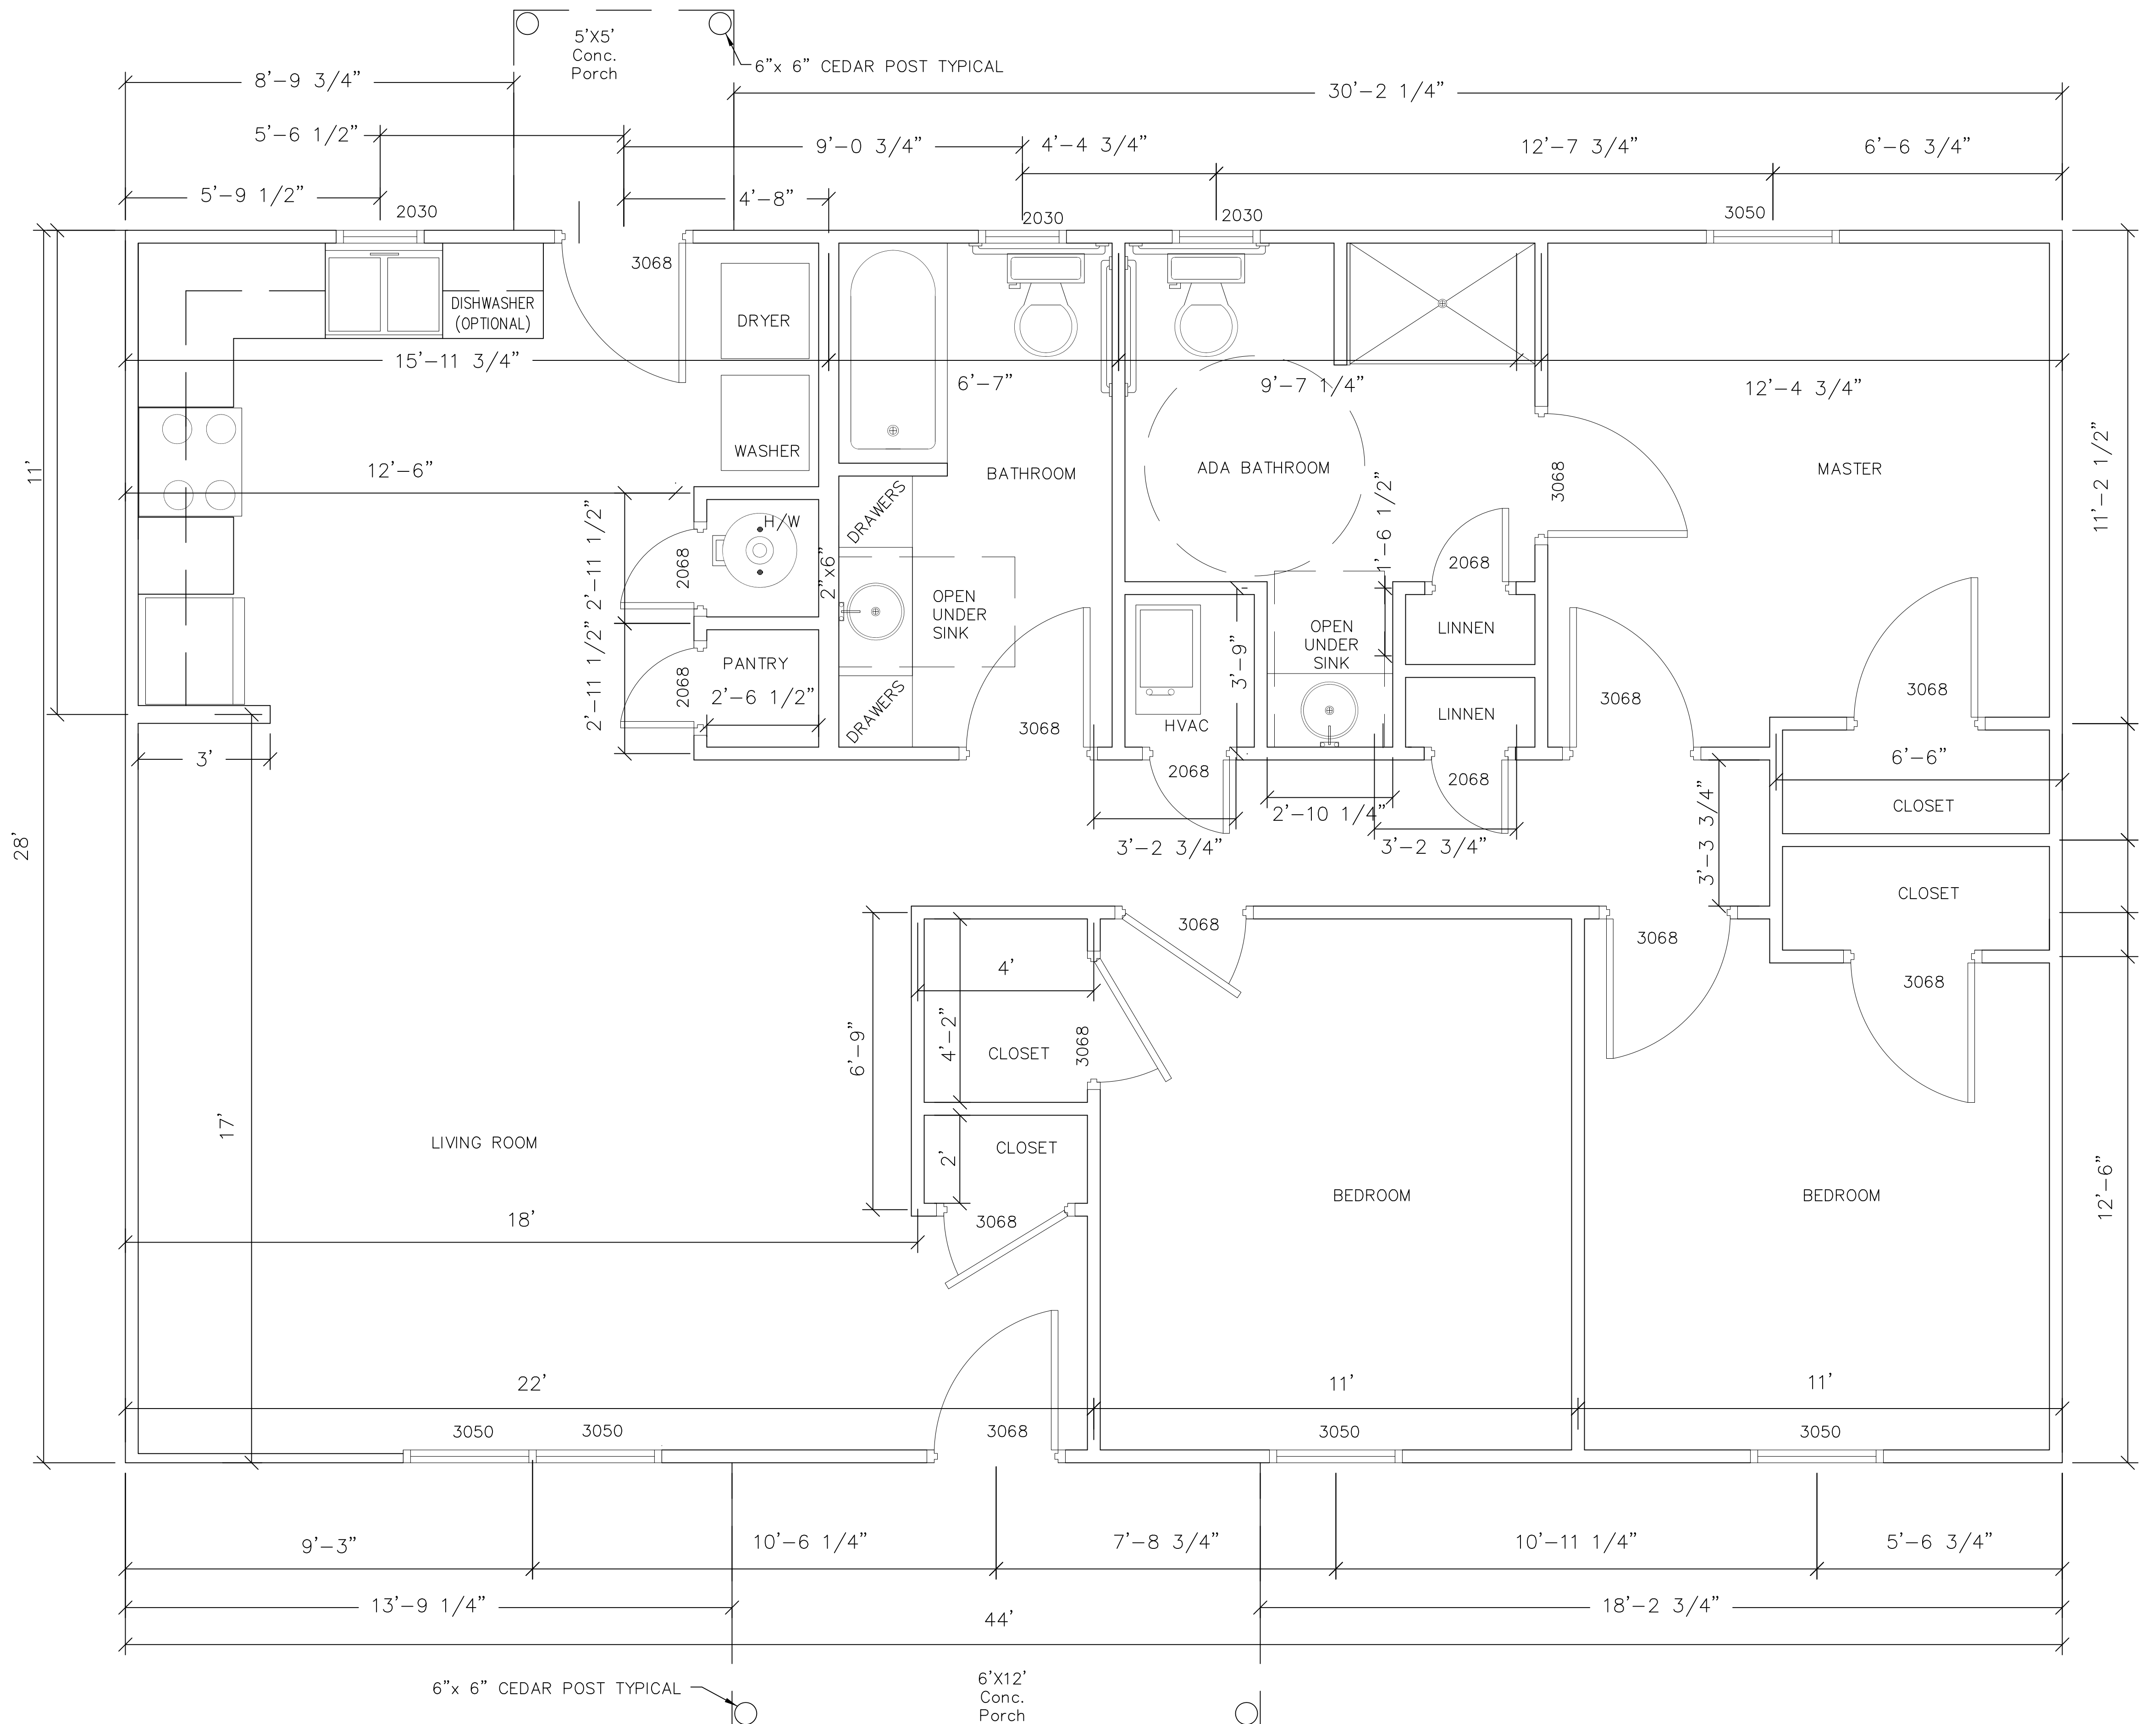 5'X5'
Conc.
Porch
6"x 6" CEDAR POST TYPICAL
8'-9 3/4"
30'-2 1/4"
5'-6 1/2"
9'-0 3/4"
4'-4 3/4"
12'-7 3/4"
6'-6 3/4"
5'-9 1/2"
4'-8"
2030
2030
2030
3050
3068
DRYER
DISHWASHER
(OPTIONAL)
15'-11 3/4"
6'-7"
9'-7 1/4"
12'-4 3/4"
WASHER
12'-6"
BATHROOM
ADA BATHROOM
MASTER
11'
11'-2 1/2"
3068
1'-6 1/2"
DRAWERS
H/W
2'-11 1/2"
2068
2"x6"
2068
OPEN
UNDER
SINK
OPEN
UNDER
SINK
LINNEN
PANTRY
2'-11 1/2"
2068
2'-6 1/2"
3'-9"
DRAWERS
3068
HVAC
LINNEN
3068
3068
3'
2068
2068
6'-6"
CLOSET
2'-10 1/4"
3'-2 3/4"
3'-2 3/4"
3'-3 3/4"
28'
CLOSET
3068
3068
4'
3068
6'-9"
4'-2"
CLOSET
3068
17'
LIVING ROOM
CLOSET
2'
BEDROOM
BEDROOM
12'-6"
18'
3068
22'
11'
11'
3050
3050
3068
3050
3050
9'-3"
10'-6 1/4"
7'-8 3/4"
10'-11 1/4"
5'-6 3/4"
13'-9 1/4"
18'-2 3/4"
44'
6"x 6" CEDAR POST TYPICAL
6'X12'
Conc.
Porch